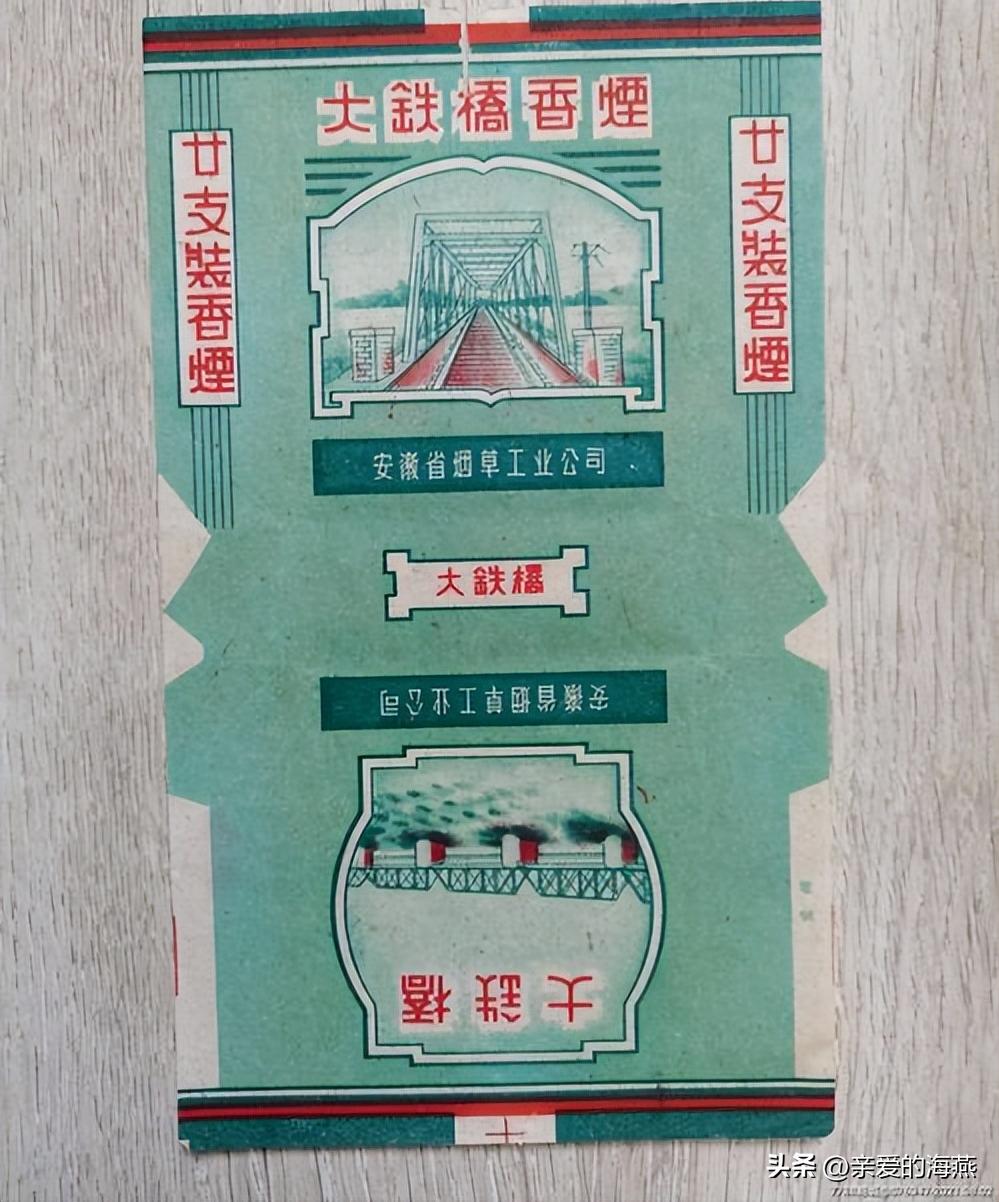 大鉄橋香煙
廿支裝香煙
廿支裝香煙
安徽省烟草工业公司
大鉄橋
安徽省烟草工业公司
大鉄橋
头条 @亲爱的海燕